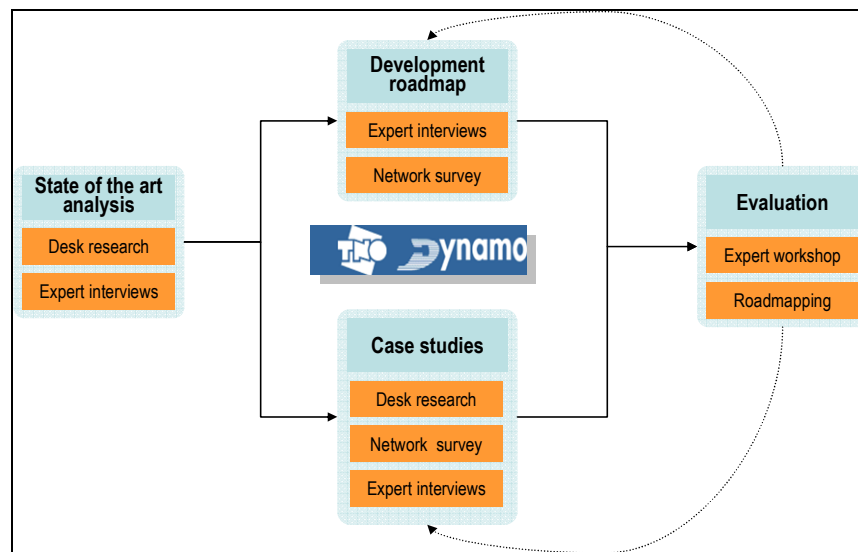 State of the art
analysis
Desk research
Expert interviews
Development
roadmap
Expert interviews
Network survey
TNO Dynamo
Case studies
Desk research
Network survey
Expert interviews
Evaluation
Expert workshop
Roadmapping